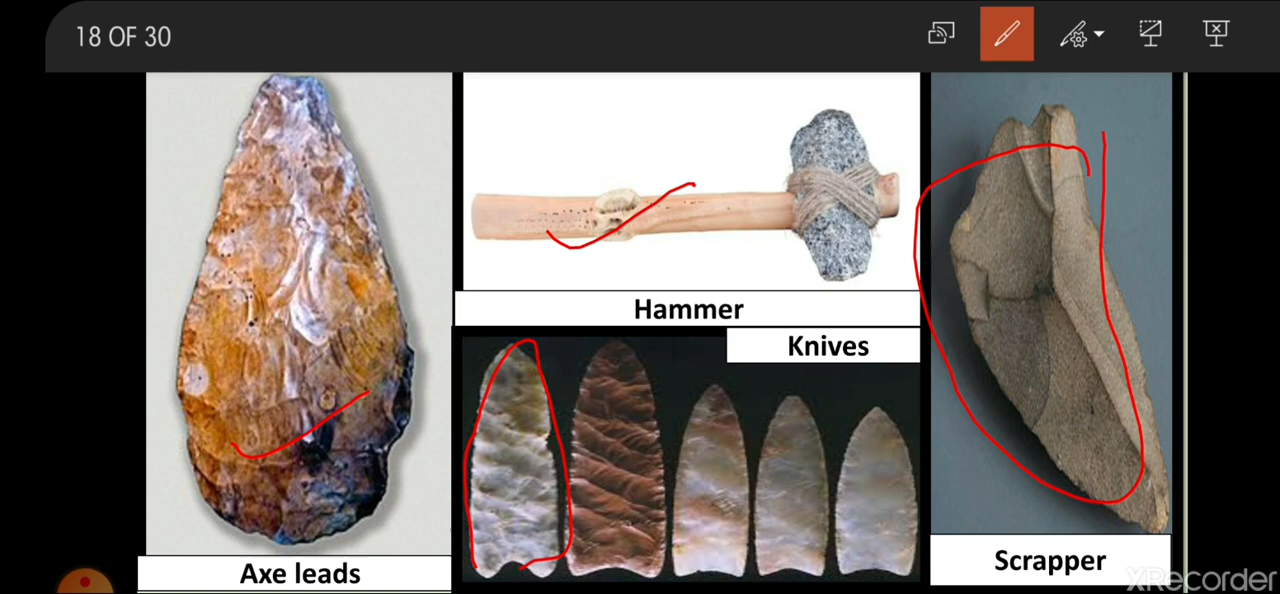 18 OF 30
Hammer
Knives
Axe leads
Scrapper
XRecorder